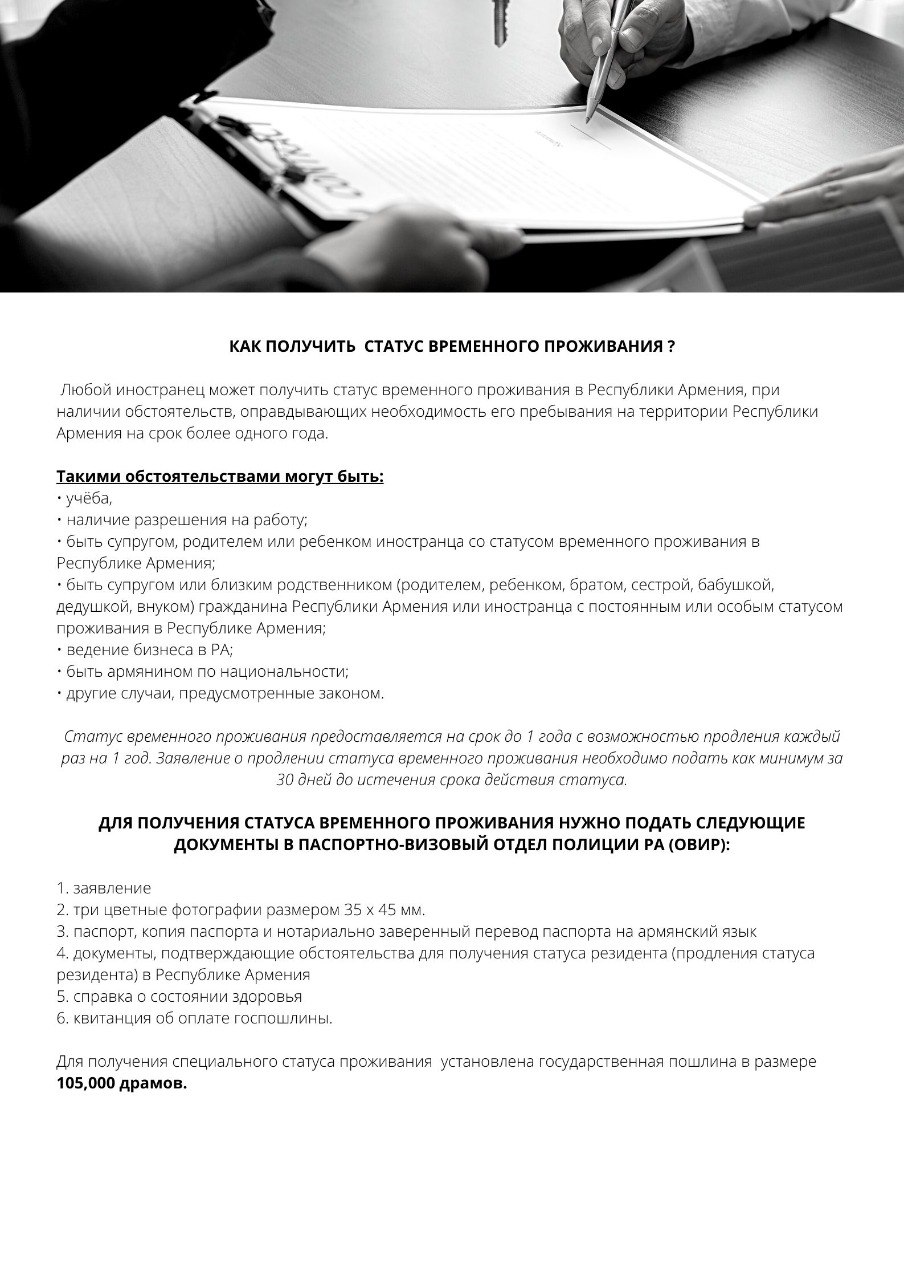 CONTRACT
КАК ПОЛУЧИТЬ СТАТУС ВРЕМЕННОГО ПРОЖИВАНИЯ ?
Любой иностранец может получить статус временного проживания в Республики Армения, при
наличии обстоятельств, оправдывающих необходимость его пребывания на территории Республики
Армения на срок более одного года.
Такими обстоятельствами могут быть:
• учёба,
• наличие разрешения на работу;
• быть супругом, родителем или ребенком иностранца со статусом временного проживания в
Республике Армения;
• быть супругом или близким родственником (родителем, ребенком, братом, сестрой, бабушкой,
дедушкой, внуком) гражданина Республики Армения или иностранца с постоянным или особым статусом
проживания в Республике Армения;
• ведение бизнеса в РА;
• быть армянином по национальности;
• другие случаи, предусмотренные законом.
Статус временного проживания предоставляется на срок до 1 года с возможностью продления каждый
раз на 1 год. Заявление о продлении статуса временного проживания необходимо подать как минимум за
30 дней до истечения срока действия статуса.
ДЛЯ ПОЛУЧЕНИЯ СТАТУСА ВРЕМЕННОГО ПРОЖИВАНИЯ НУЖНО ПОДАТЬ СЛЕДУЮЩИЕ
ДОКУМЕНТЫ В ПАСПОРТНО-ВИЗОВЫЙ ОТДЕЛ ПОЛИЦИИ РА (ОВИР):
1. заявление
2. три цветные фотографии размером 35 x 45 мм.
3. паспорт, копия паспорта и нотариально заверенный перевод паспорта на армянский язык
4. документы, подтверждающие обстоятельства для получения статуса резидента (продления статуса
резидента) в Республике Армения
5. справка о состоянии здоровья
6. квитанция об оплате госпошлины.
Для получения специального статуса проживания установлена государственная пошлина в размере
105,000 драмов.